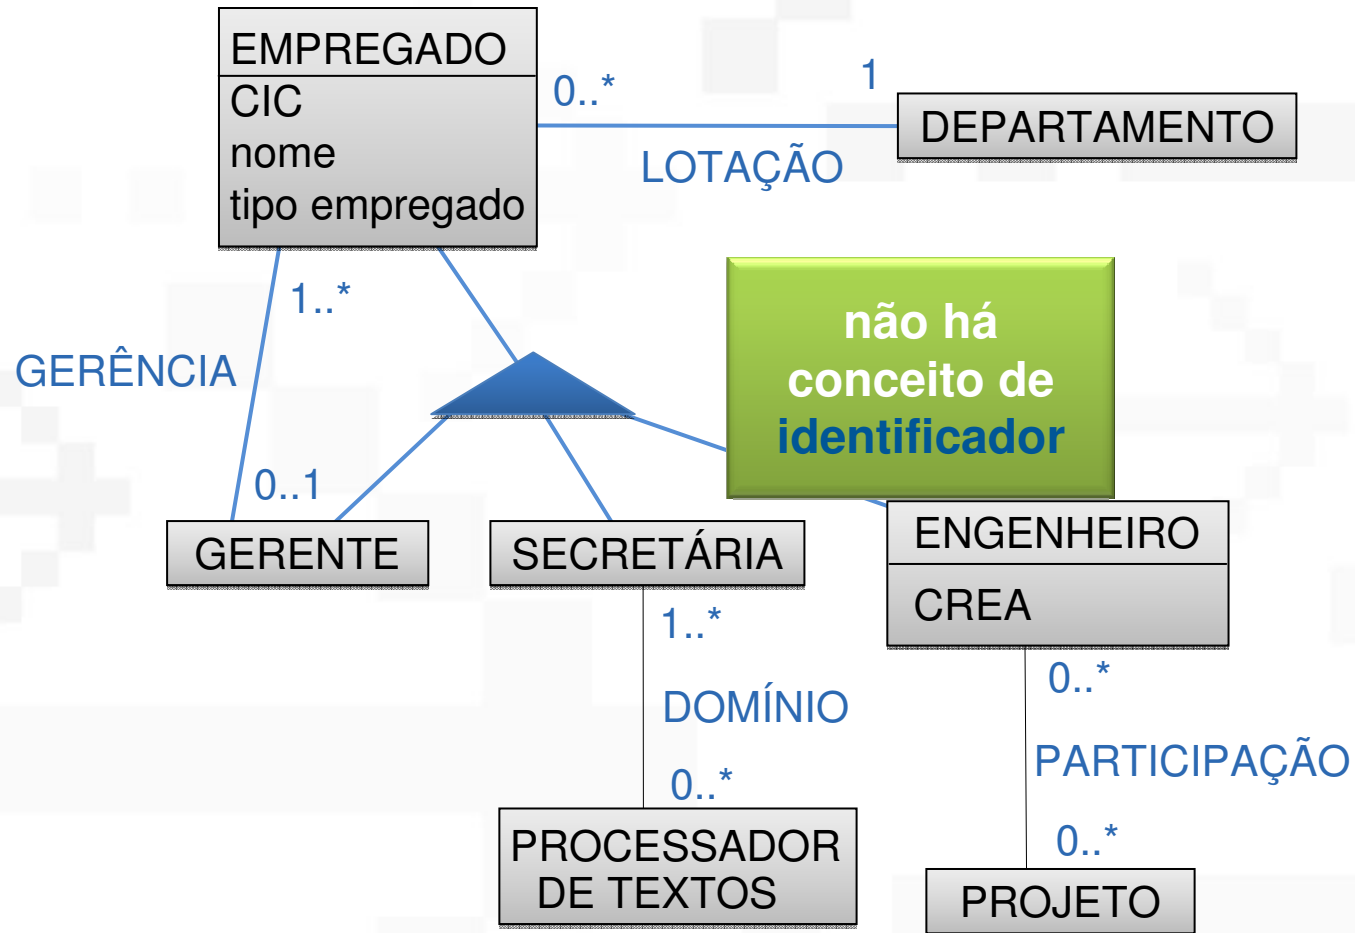 EMPREGADO
CIC
nome
tipo empregado
0..*
1
DEPARTAMENTO
LOTAÇÃO
1..*
GERÊNCIA
0..1
não há
conceito de
identificador
GERENTE
SECRETÁRIA
ENGENHEIRO
CREA
1..*
DOMÍNIO
0..*
0..*
PARTICIPAÇÃO
0..*
PROCESSADOR
DE TEXTOS
PROJETO